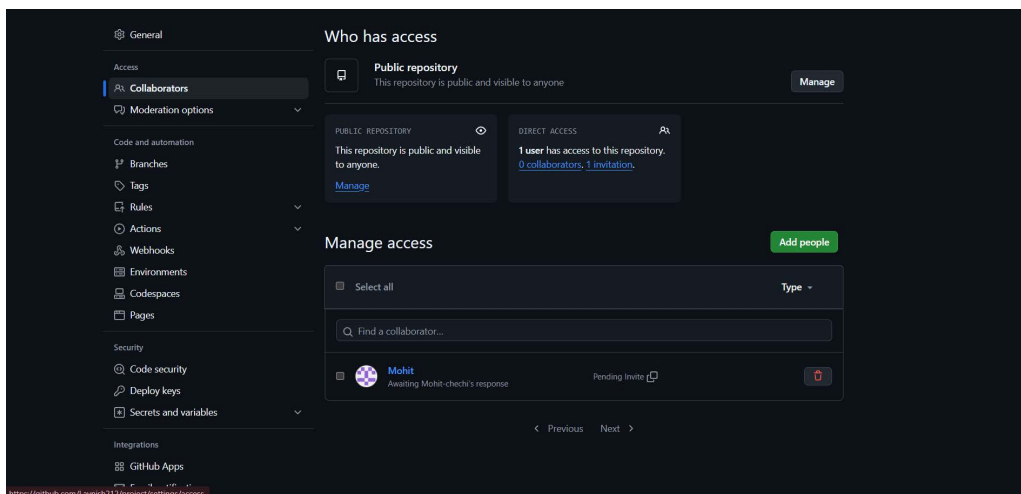 General
Access
Collaborators
Moderation options
Code and automation
Branches
Tags
Rules
Actions
Webhooks
Environments
Codespaces
Pages
Security
Code security
Deploy keys
Secrets and variables
Integrations
GitHub Apps
Who has access
Public repository
This repository is public and visible to anyone
Manage
PUBLIC REPOSITORY
This repository is public and visible
to anyone.
Manage
DIRECT ACCESS
1 user has access to this repository.
0 collaborators. 1 invitation.
Manage access
Add people
Select all
Type
Find a collaborator...
Mohit
Awaiting Mohit-chechi's response
Pending Invite
Previous Next